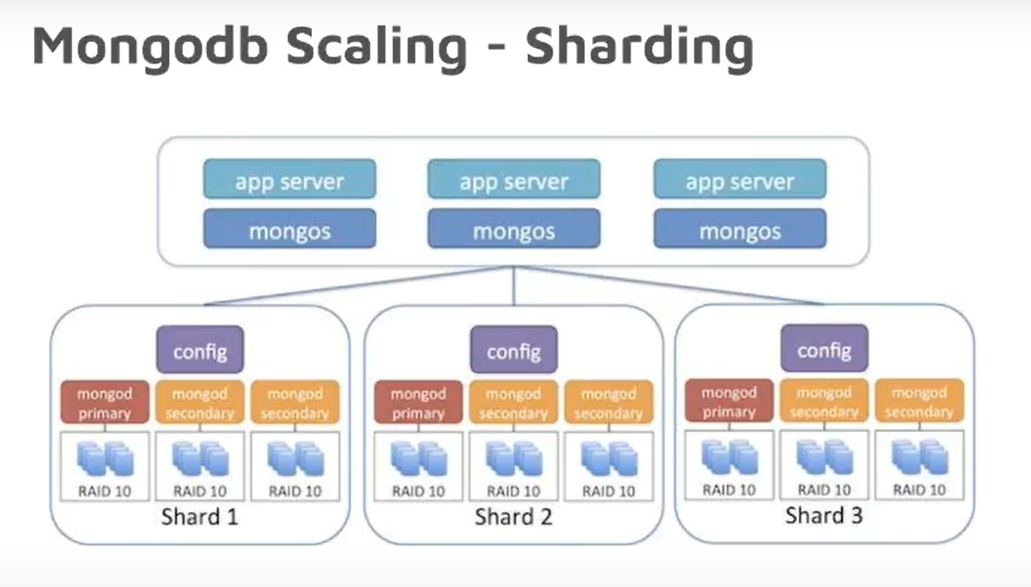 Mongodb Scaling - Sharding
app server app server app server
mongos mongos mongos
config config config
mongod primary mongod secondary mongod secondary mongod primary mongod secondary mongod secondary mongod primary mongod secondary mongod secondary
RAID 10 RAID 10 RAID 10 RAID 10 RAID 10 RAID 10 RAID 10 RAID 10 RAID 10
Shard 1 Shard 2 Shard 3